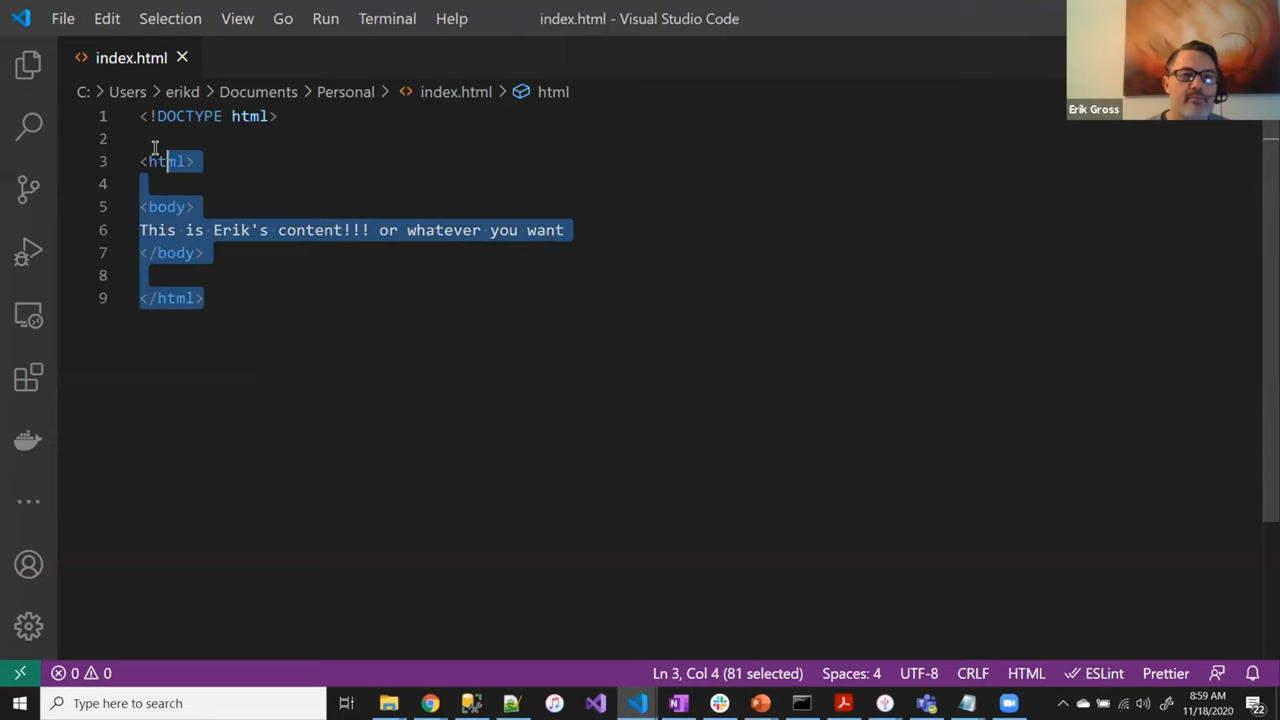 File Edit Selection View Go Run Terminal Help index.html - Visual Studio Code
index.html
C: > Users > erikd > Documents > Personal > index.html > html
Erik Gross
1 <!DOCTYPE html>
2
3 <html>
4
5 <body>
6 This is Erik's content!!! or whatever you want
7 </body>
8
9 </html>
0 0 Ln 3, Col 4 (81 selected) Spaces: 4 UTF-8 CRLF HTML ESLint Prettier
Type here to search
8:59 AM
11/18/2020
22